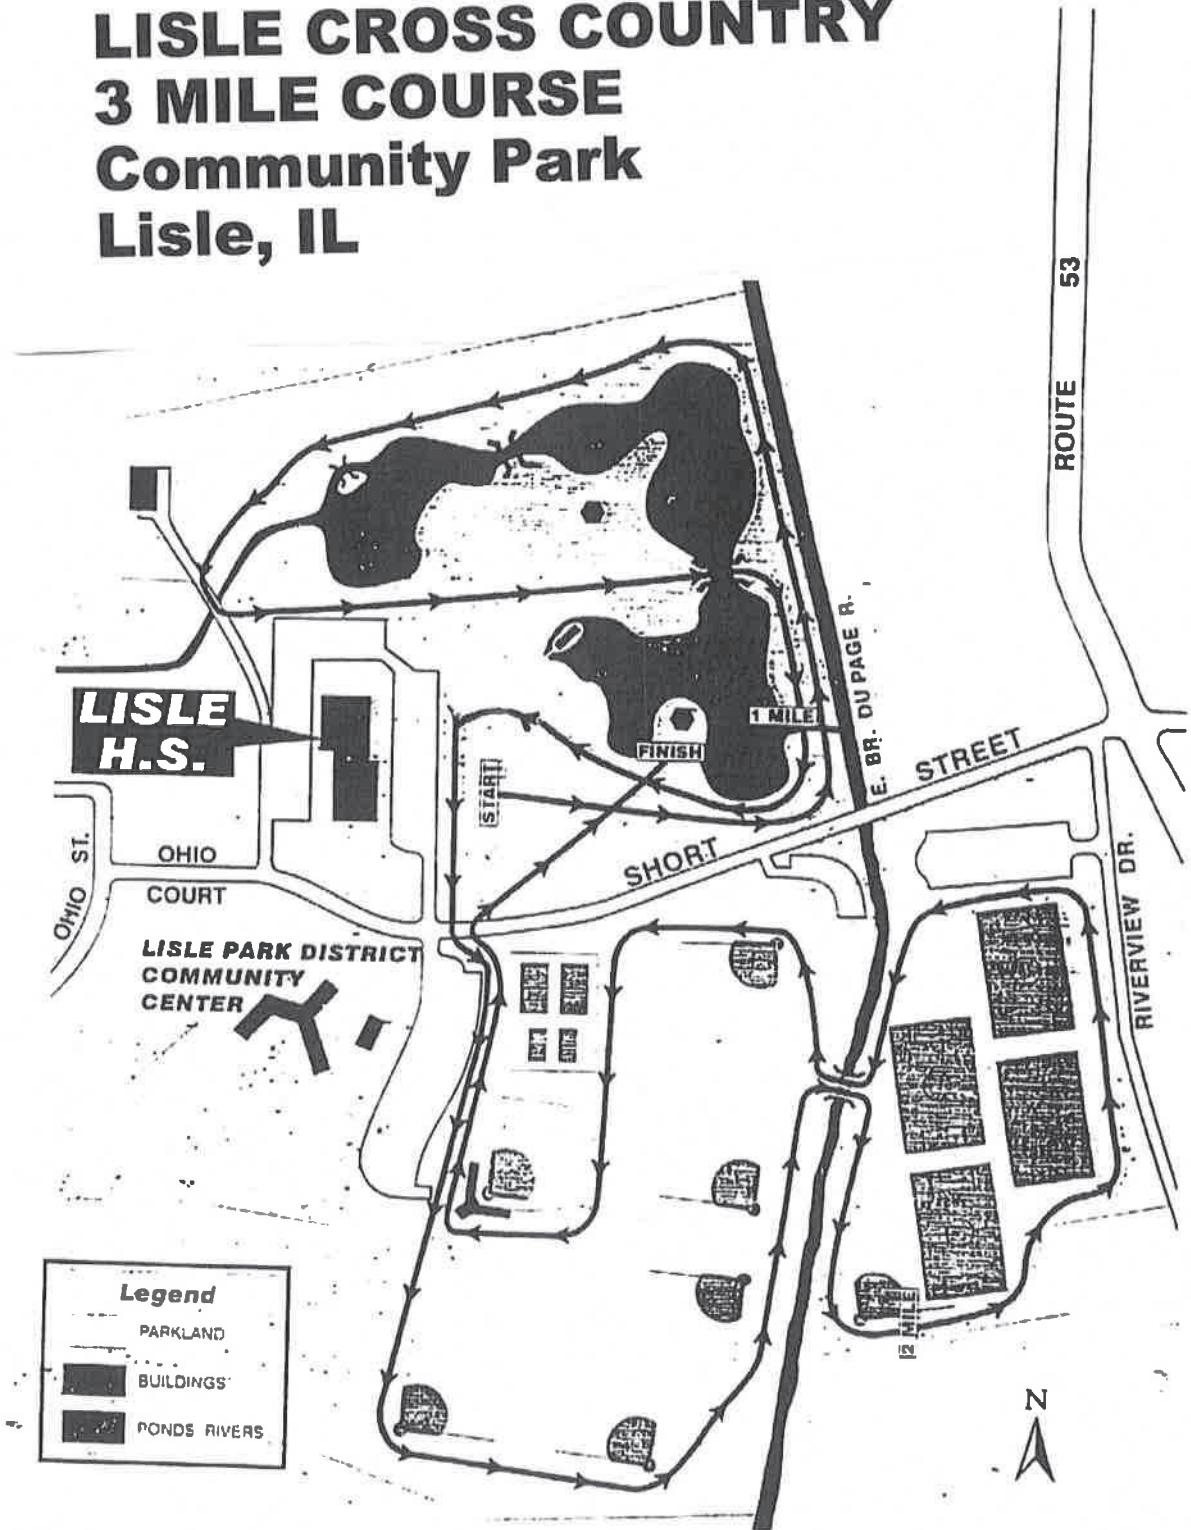 LISLE CROSS COUNTRY
3 MILE COURSE
Community Park
Lisle, IL
ROUTE 53
E. BR. DU PAGE R.
LISLE
H.S.
1 MILE
FINISH
START
SHORT STREET
OHIO ST.
OHIO
COURT
RIVERVIEW DR.
LISLE PARK DISTRICT
COMMUNITY
CENTER
2 MILE
Legend
PARKLAND
BUILDINGS
PONDS RIVERS
N